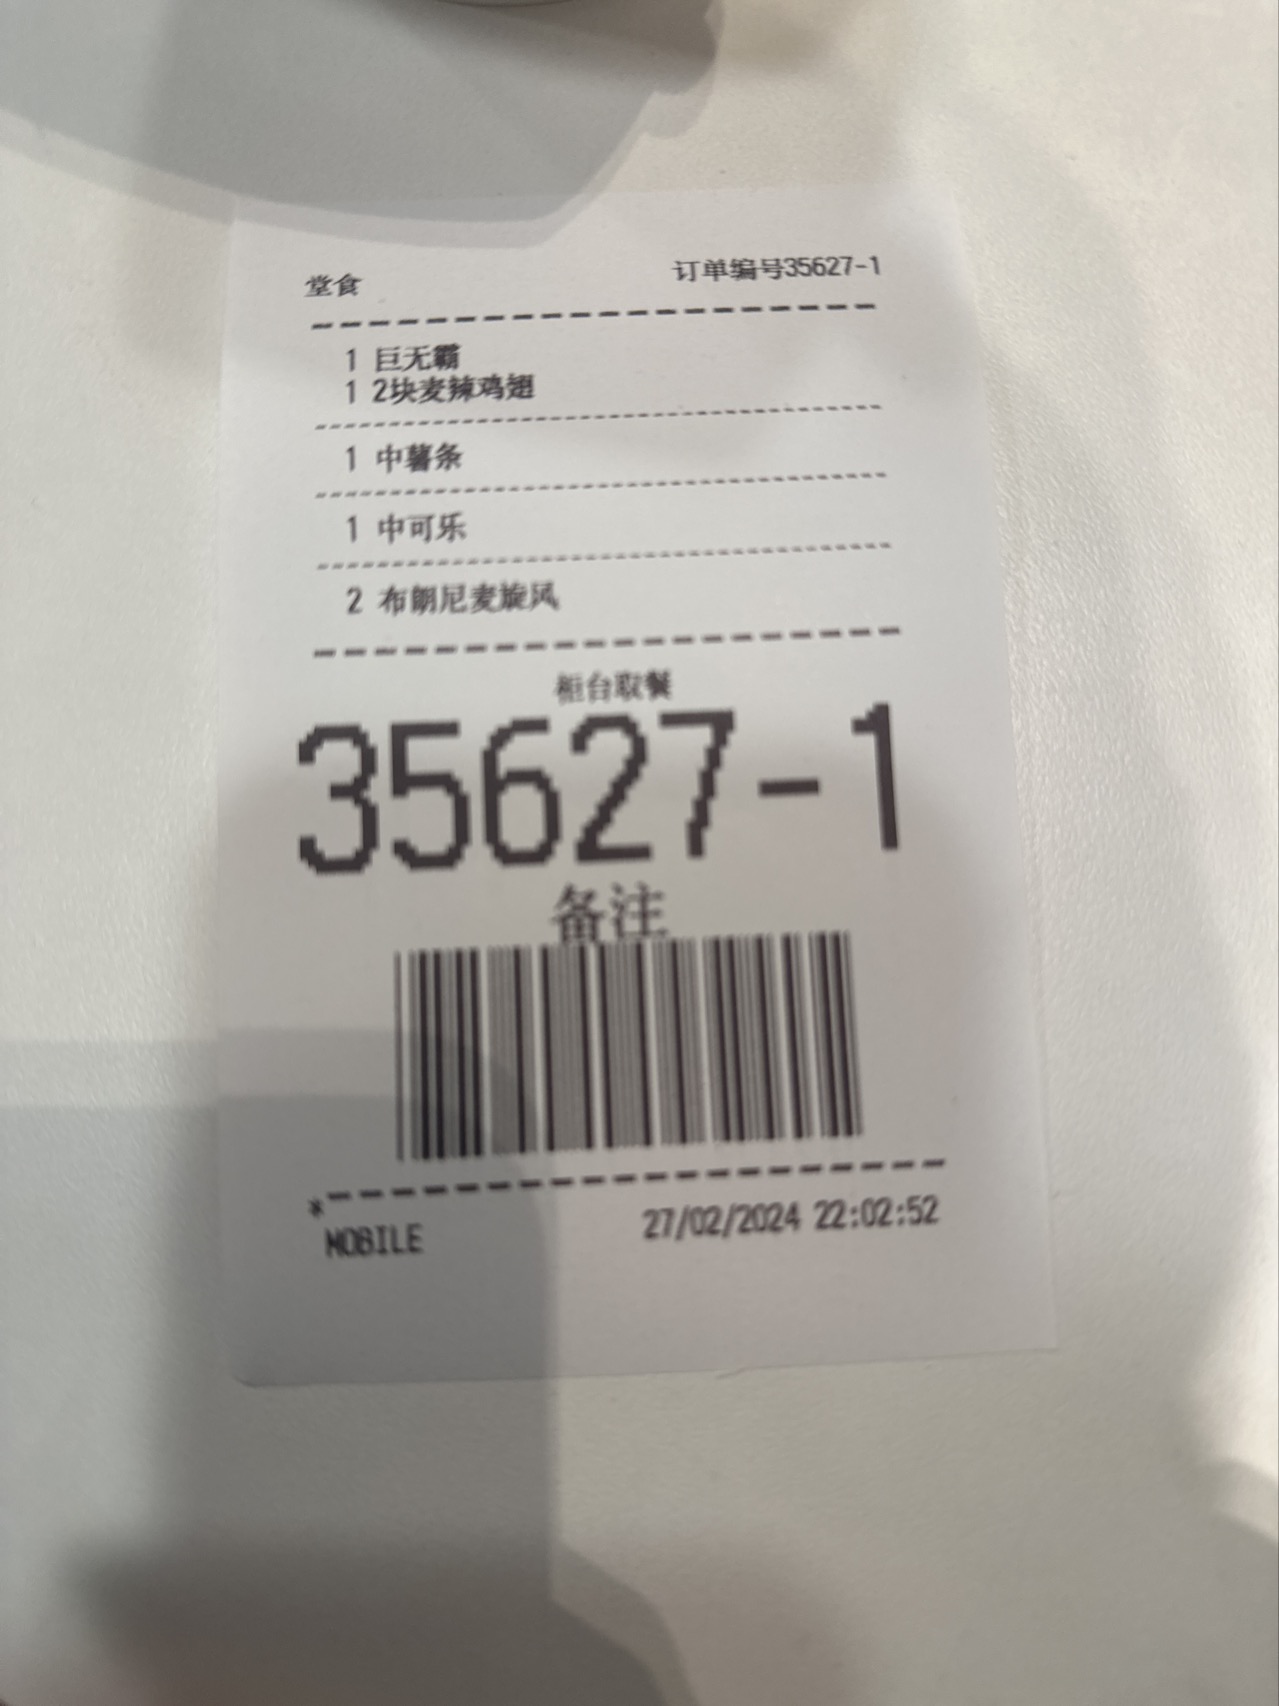 堂食 订单编号35627-1
1 巨无霸
1 2块麦辣鸡翅
1 中薯条
1 中可乐
2 布朗尼麦旋风
柜台取餐
35627-1
备注
*
MOBILE 27/02/2024 22:02:52